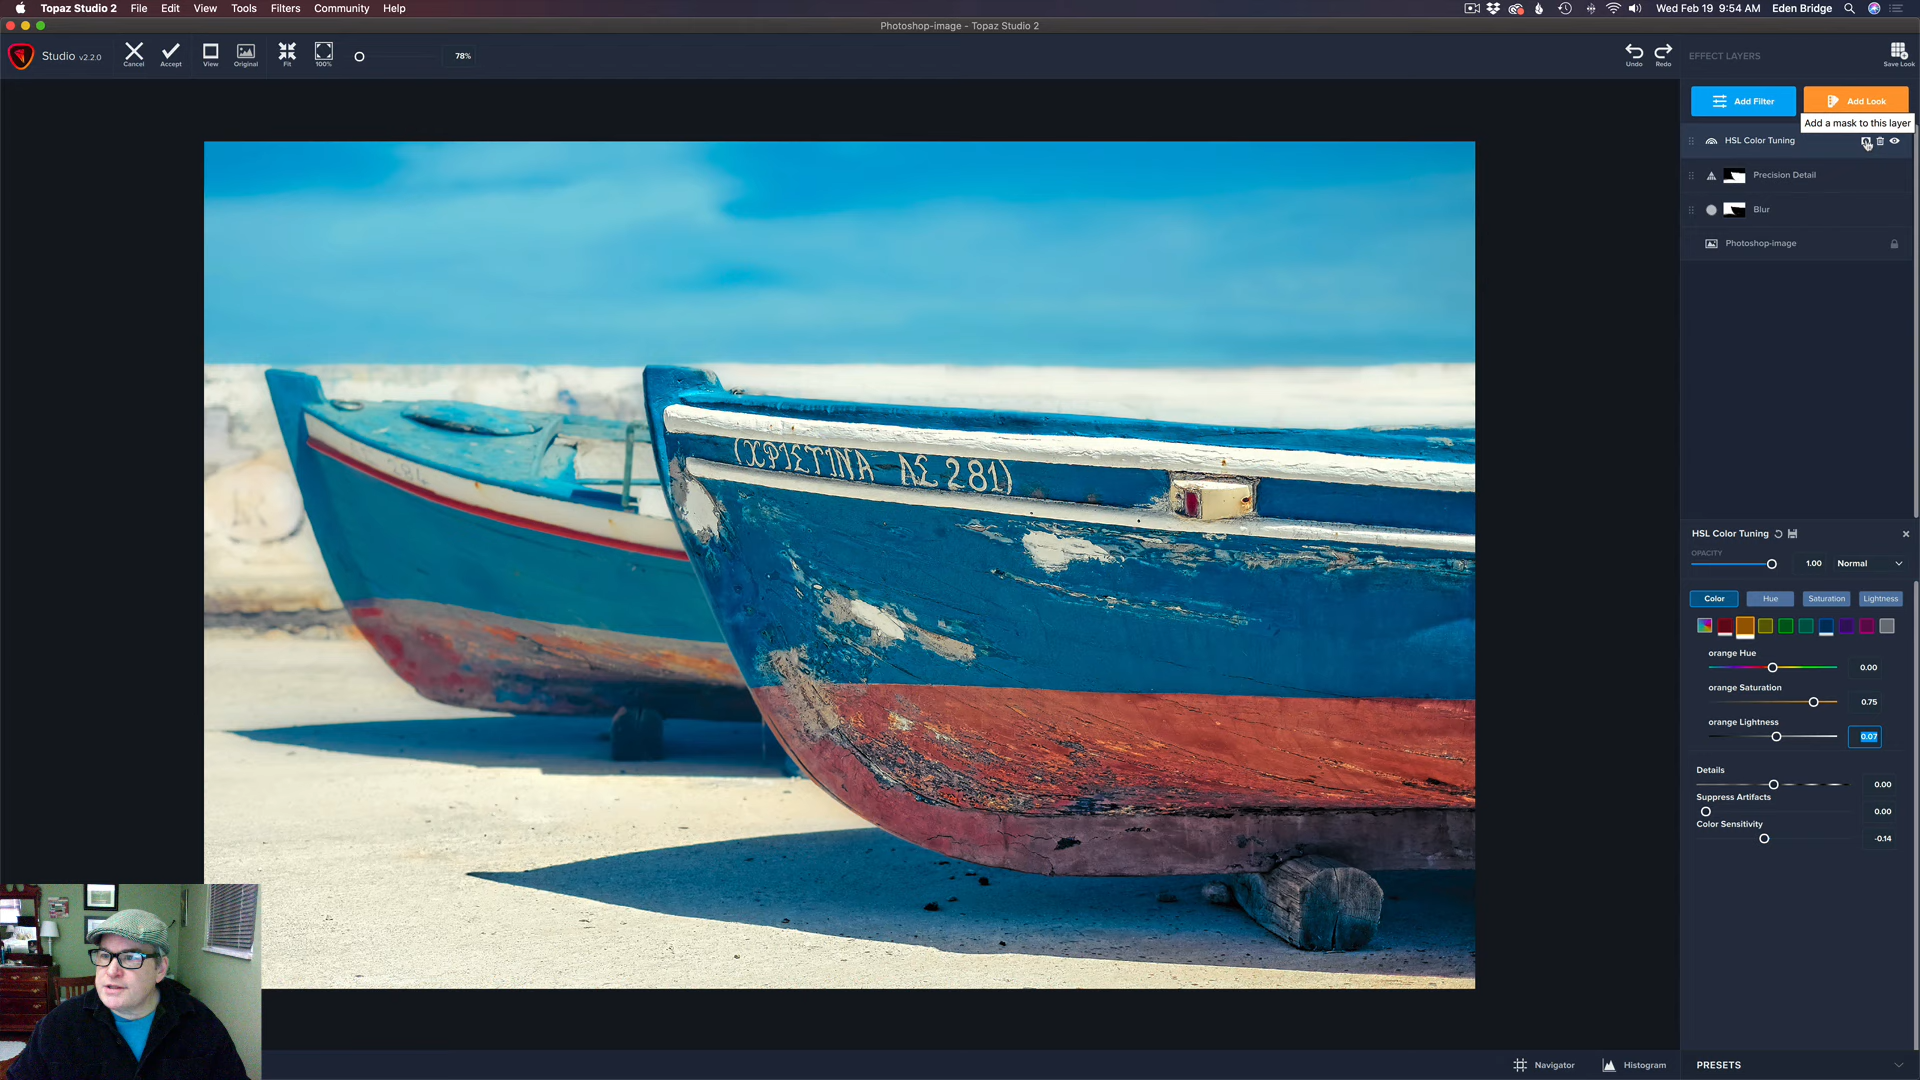 Topaz Studio 2 File Edit View Tools Filters Community Help
Wed Feb 19 9:54 AM Eden Bridge
Photoshop-image - Topaz Studio 2
Studio v2.2.0
Cancel Accept View Original Fit 100%
78%
Undo Redo
EFFECT LAYERS
Save Look
Add Filter Add Look
Add a mask to this layer
HSL Color Tuning
Precision Detail
Blur
Photoshop-image
(ΧΡΙΣΤΙΝΑ ΛΣ 281)
HSL Color Tuning
OPACITY
1.00 Normal
Color Hue Saturation Lightness
orange Hue
0.00
orange Saturation
0.75
orange Lightness
0.07
Details
0.00
Suppress Artifacts
0.00
Color Sensitivity
-0.14
Navigator Histogram PRESETS